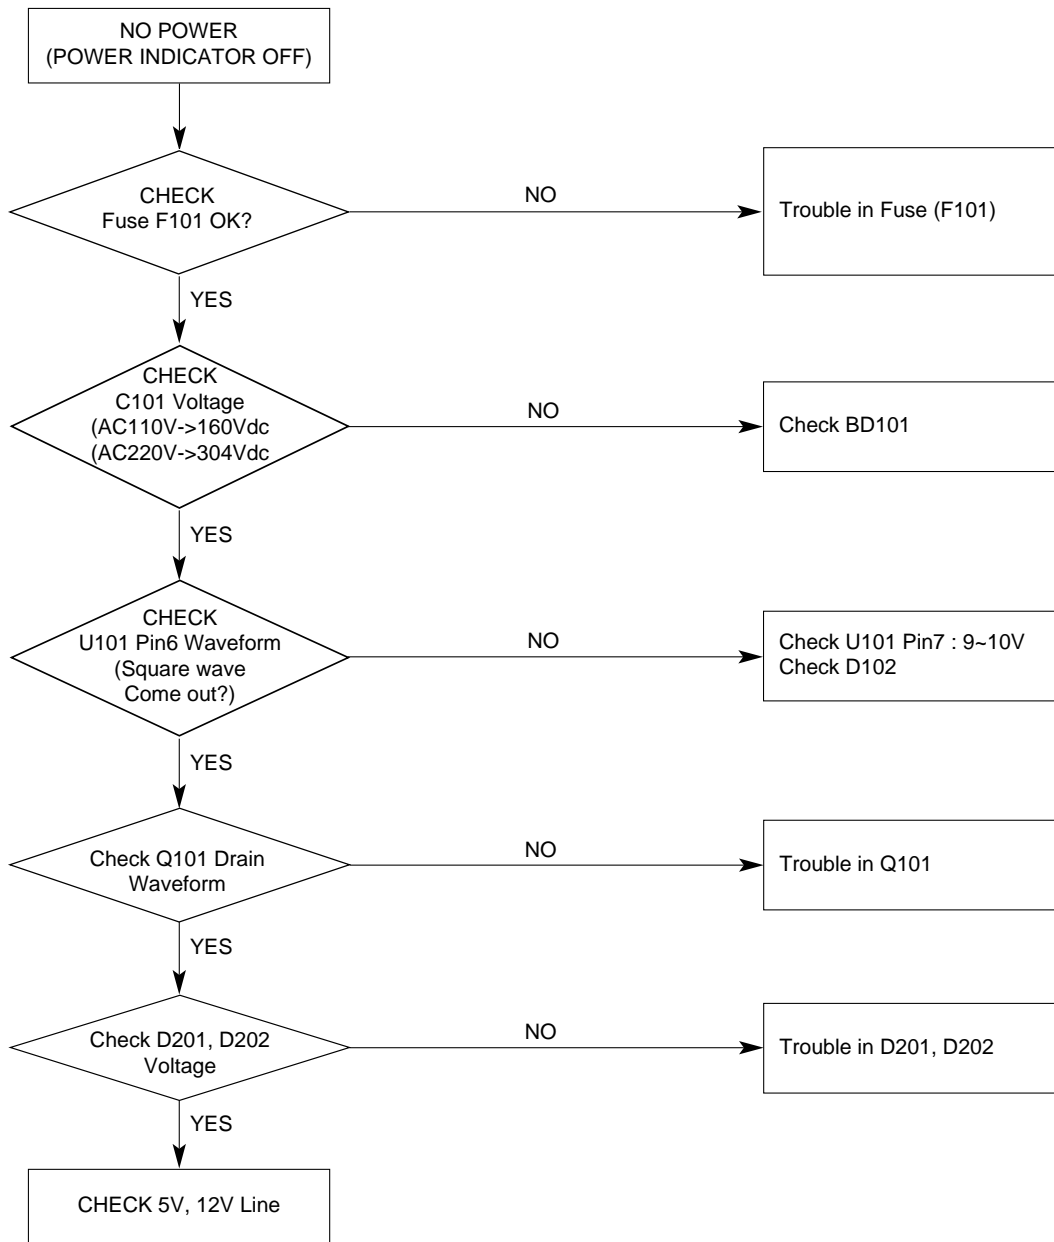 NO POWER
(POWER INDICATOR OFF)
CHECK
Fuse F101 OK?
NO
Trouble in Fuse (F101)
YES
CHECK
C101 Voltage
(AC110V->160Vdc
(AC220V->304Vdc
NO
Check BD101
YES
CHECK
U101 Pin6 Waveform
(Square wave
Come out?)
NO
Check U101 Pin7 : 9~10V
Check D102
YES
Check Q101 Drain
Waveform
NO
Trouble in Q101
YES
Check D201, D202
Voltage
NO
Trouble in D201, D202
YES
CHECK 5V, 12V Line